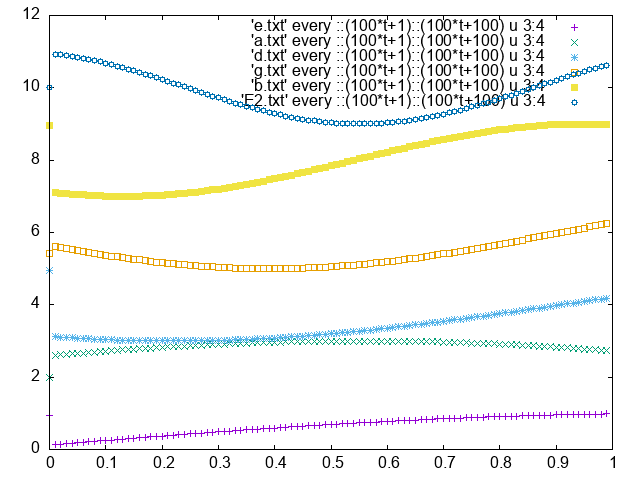 12
10
8
6
4
2
0
'e.txt' every ::(100*t+1)::(100*t+100) u 3:4
'a.txt' every ::(100*t+1)::(100*t+100) u 3:4
'd.txt' every ::(100*t+1)::(100*t+100) u 3:4
'g.txt' every ::(100*t+1)::(100*t+100) u 3:4
'b.txt' every ::(100*t+1)::(100*t+100) u 3:4
'E2.txt' every ::(100*t+1)::(100*t+100) u 3:4
0 0.1 0.2 0.3 0.4 0.5 0.6 0.7 0.8 0.9 1